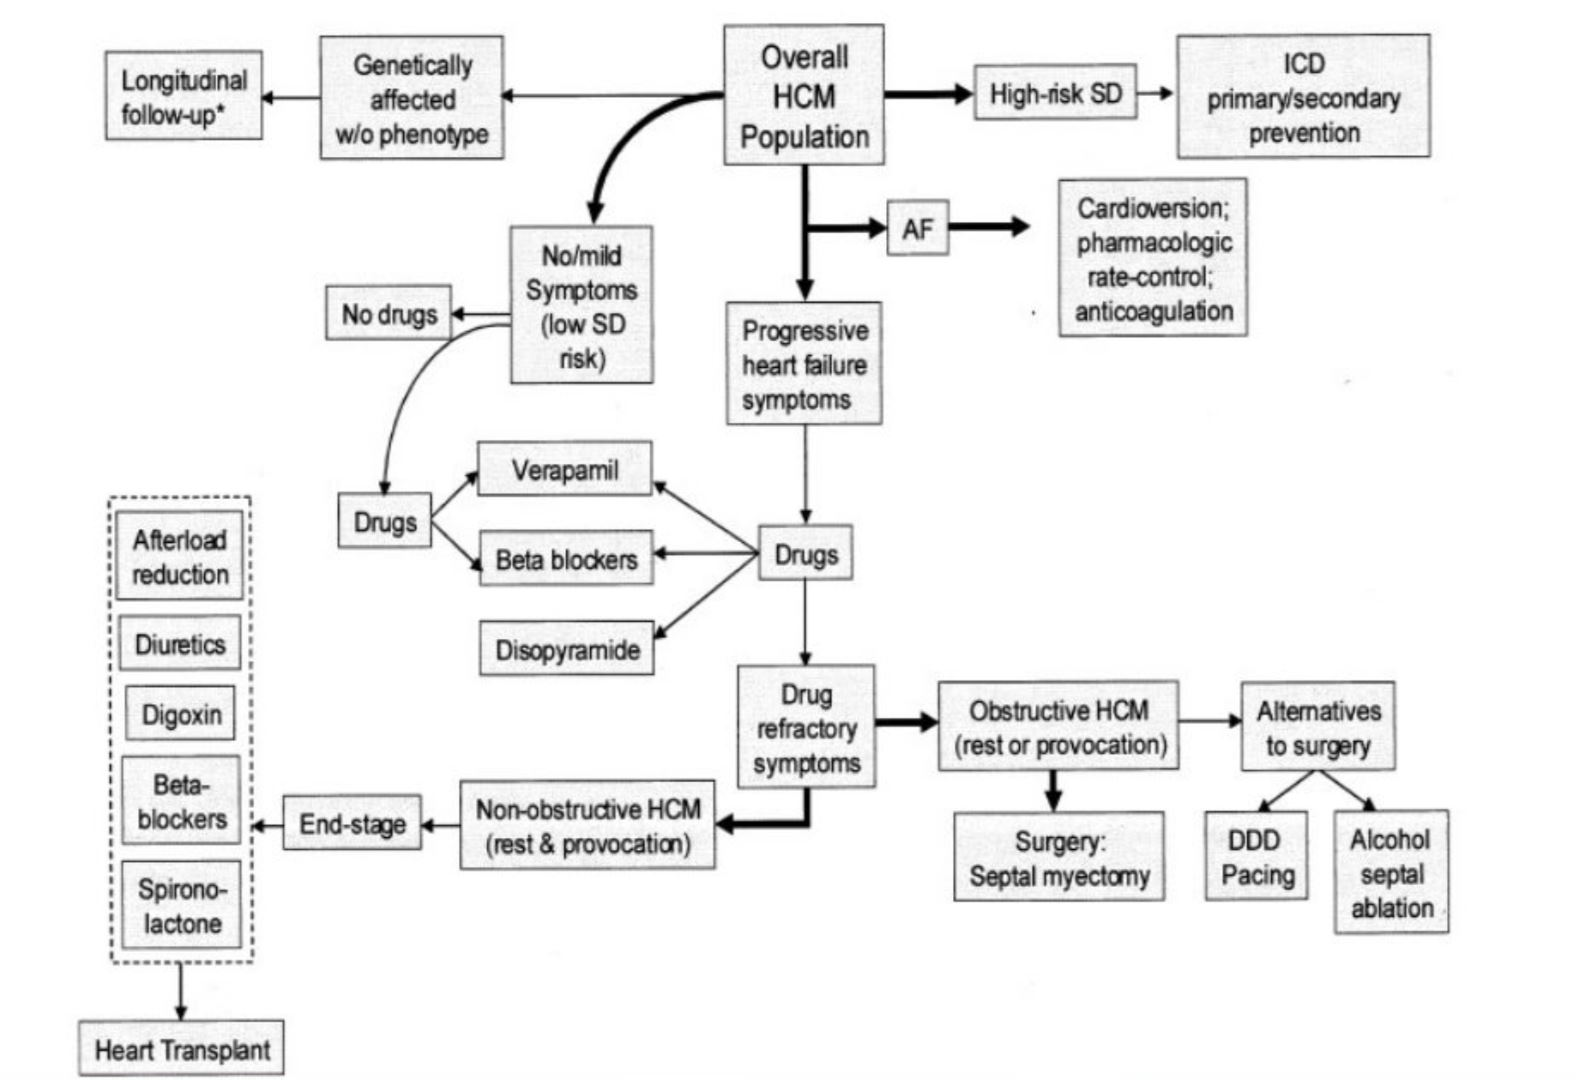 Longitudinal
follow-up*
Genetically
affected
w/o phenotype
Overall
HCM
Population
High-risk SD
ICD
primary/secondary
prevention
AF
Cardioversion;
pharmacologic
rate-control;
anticoagulation
No/mild
Symptoms
(low SD
risk)
No drugs
Progressive
heart failure
symptoms
Verapamil
Drugs
Beta blockers
Drugs
Disopyramide
Afterload
reduction
Diuretics
Digoxin
Beta-
blockers
Spirono-
lactone
Drug
refractory
symptoms
Obstructive HCM
(rest or provocation)
Alternatives
to surgery
End-stage
Non-obstructive HCM
(rest & provocation)
Surgery:
Septal myectomy
DDD
Pacing
Alcohol
septal
ablation
Heart Transplant